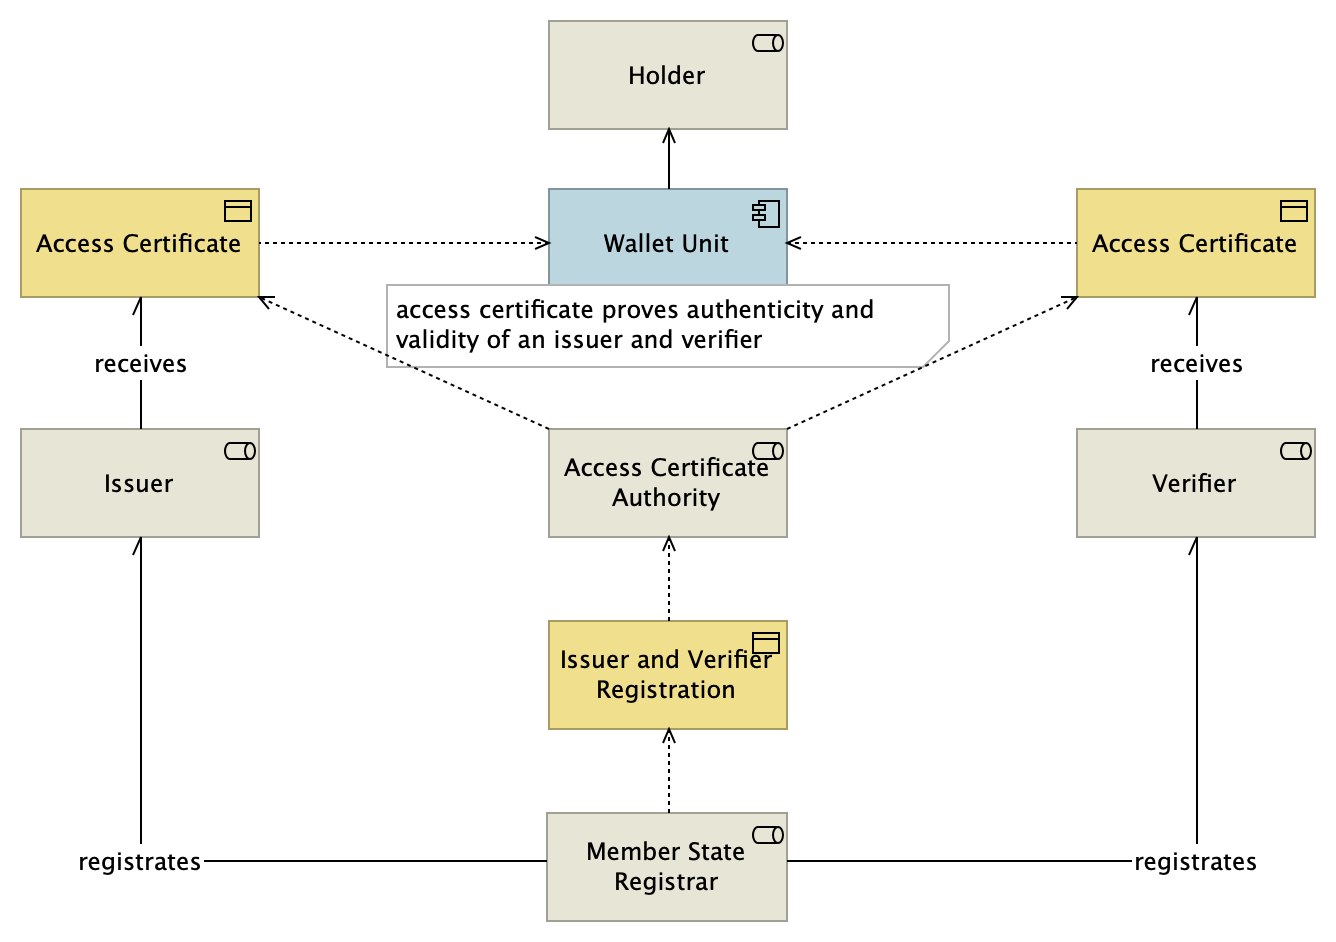 Holder
Access Certificate
Wallet Unit
Access Certificate
access certificate proves authenticity and
validity of an issuer and verifier
receives
receives
Issuer
Access Certificate
Authority
Verifier
Issuer and Verifier
Registration
registrates
Member State
Registrar
registrates